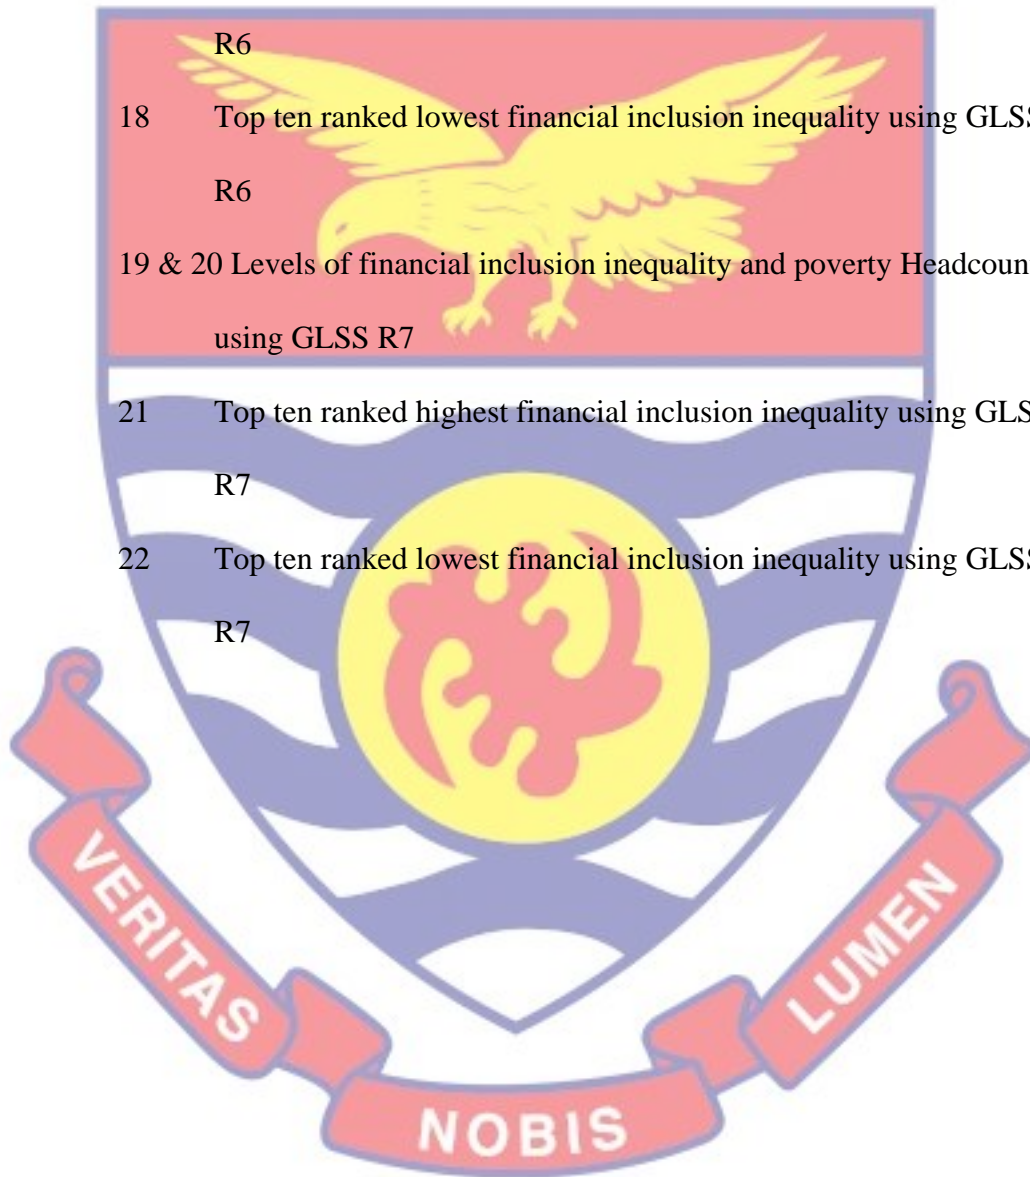 R6
18 Top ten ranked lowest financial inclusion inequality using GLSS
R6
19 & 20 Levels of financial inclusion inequality and poverty Headcoun
using GLSS R7
21 Top ten ranked highest financial inclusion inequality using GLS
R7
22 Top ten ranked lowest financial inclusion inequality using GLSS
R7
VERITAS
NOBIS
LUMEN